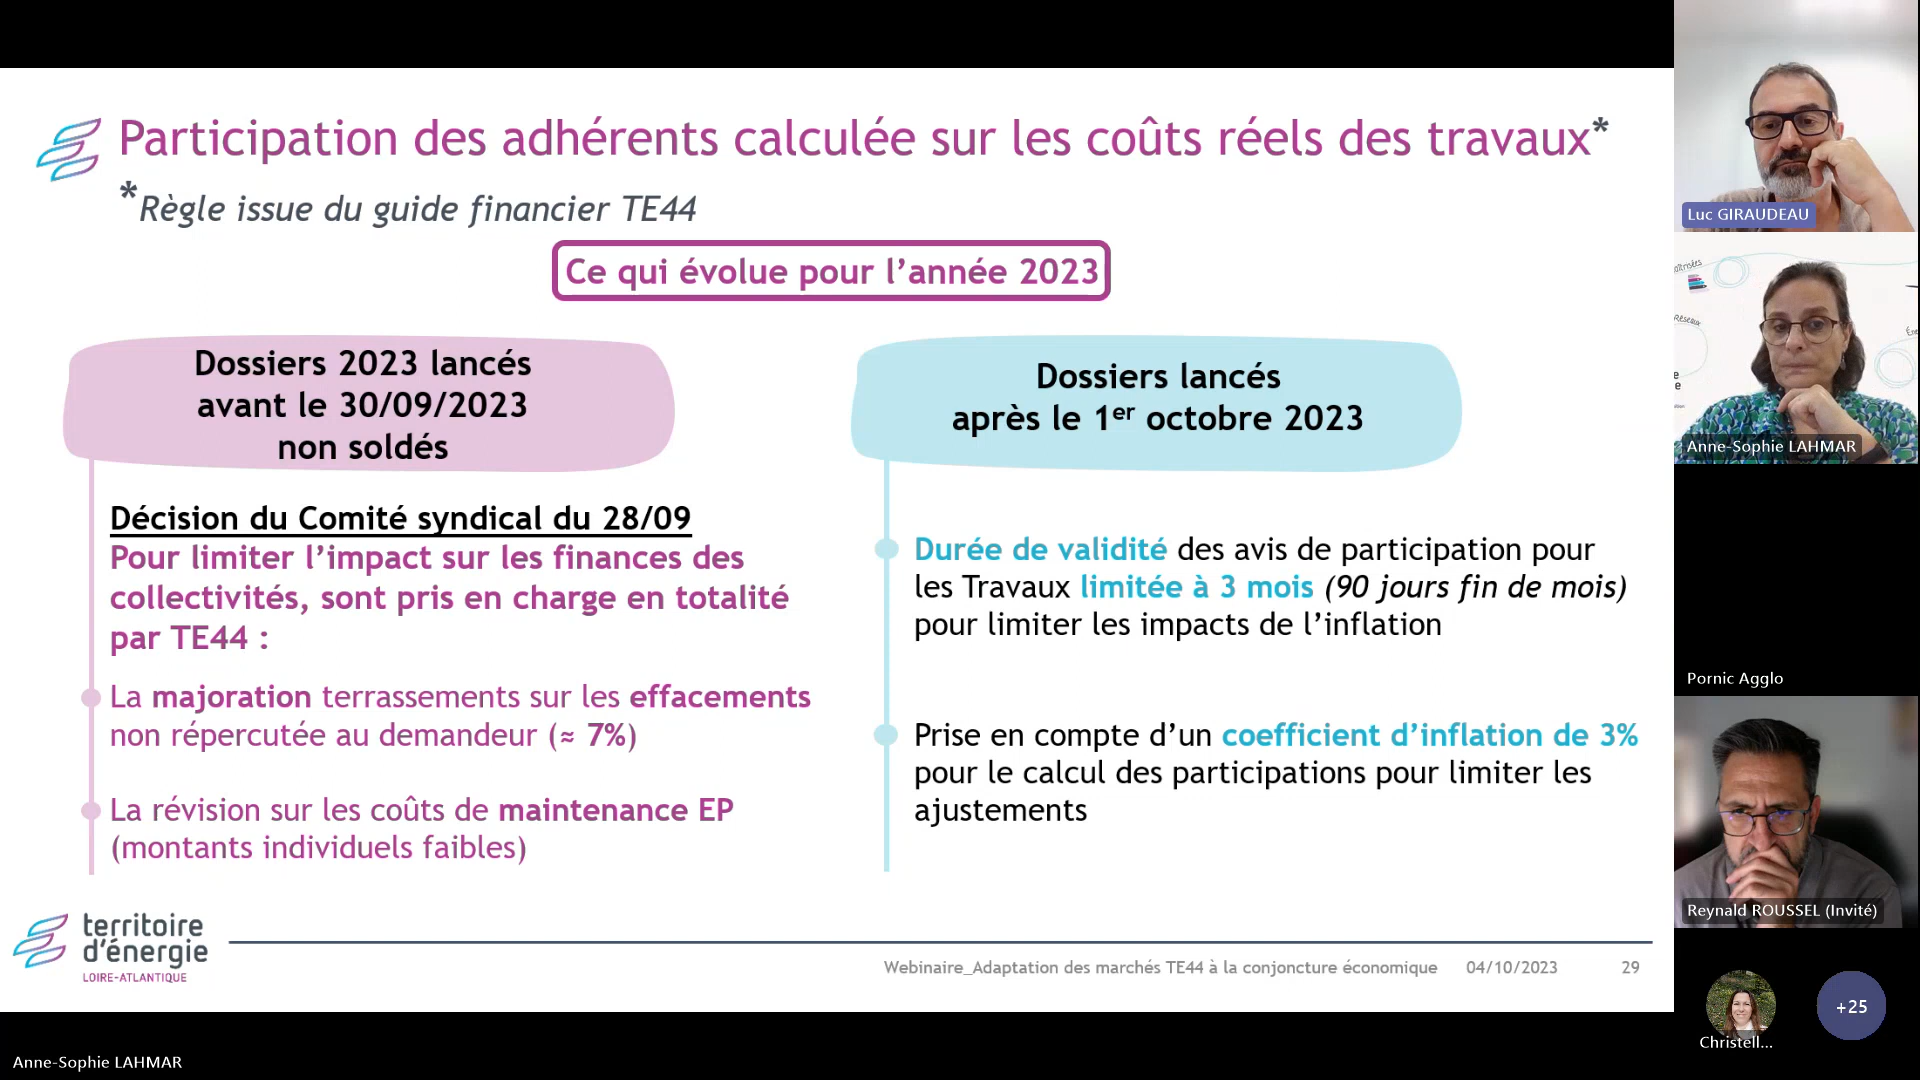 Participation des adhérents calculée sur les coûts réels des travaux*
*Règle issue du guide financier TE44
Ce qui évolue pour l’année 2023
Dossiers 2023 lancés
avant le 30/09/2023
non soldés
Décision du Comité syndical du 28/09
Pour limiter l’impact sur les finances des
collectivités, sont pris en charge en totalité
par TE44 :
La majoration terrassements sur les effacements
non répercutée au demandeur (≈ 7%)
La révision sur les coûts de maintenance EP
(montants individuels faibles)
Dossiers lancés
après le 1er octobre 2023
Durée de validité des avis de participation pour
les Travaux limitée à 3 mois (90 jours fin de mois)
pour limiter les impacts de l’inflation
Prise en compte d’un coefficient d’inflation de 3%
pour le calcul des participations pour limiter les
ajustements
territoire
d’énergie
LOIRE-ATLANTIQUE
Webinaire_Adaptation des marchés TE44 à la conjoncture économique 04/10/2023 29
Anne-Sophie LAHMAR
Luc GIRAUDEAU
Réseau
Anne-Sophie LAHMAR
Pornic Agglo
Reynald ROUSSEL (Invité)
Christell...
+25